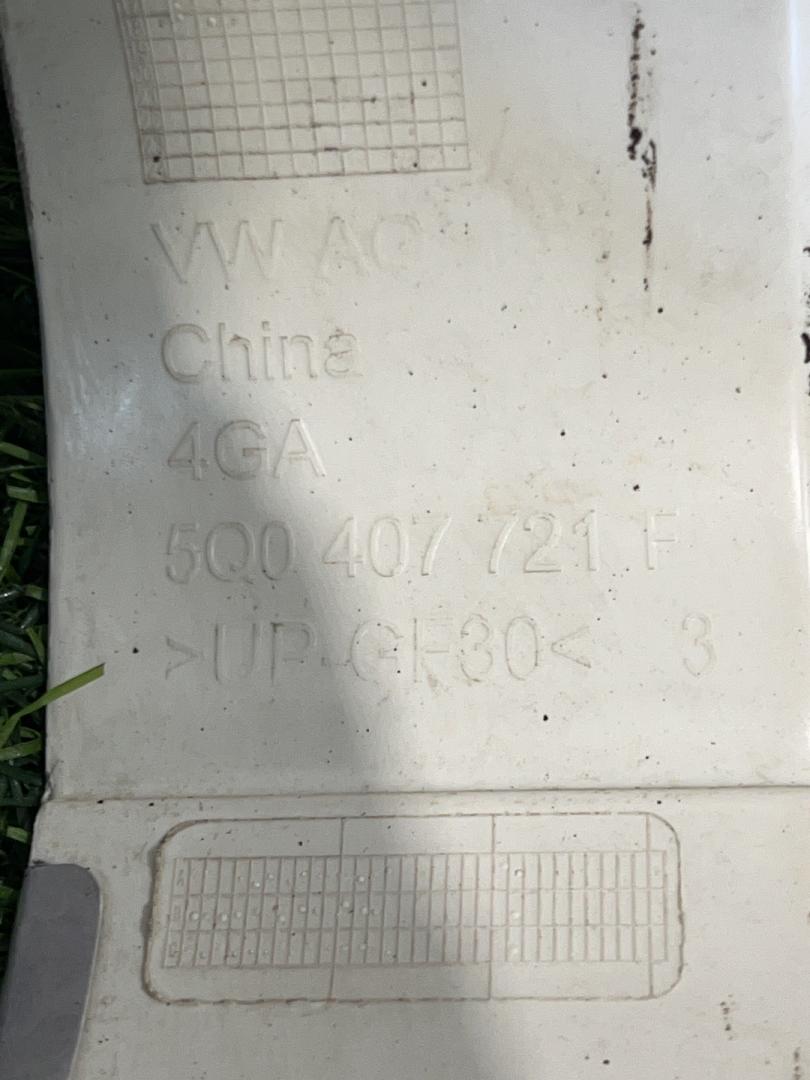 VW AG
China
4GA
5Q0 407 721 F
>UP-GF30< 3